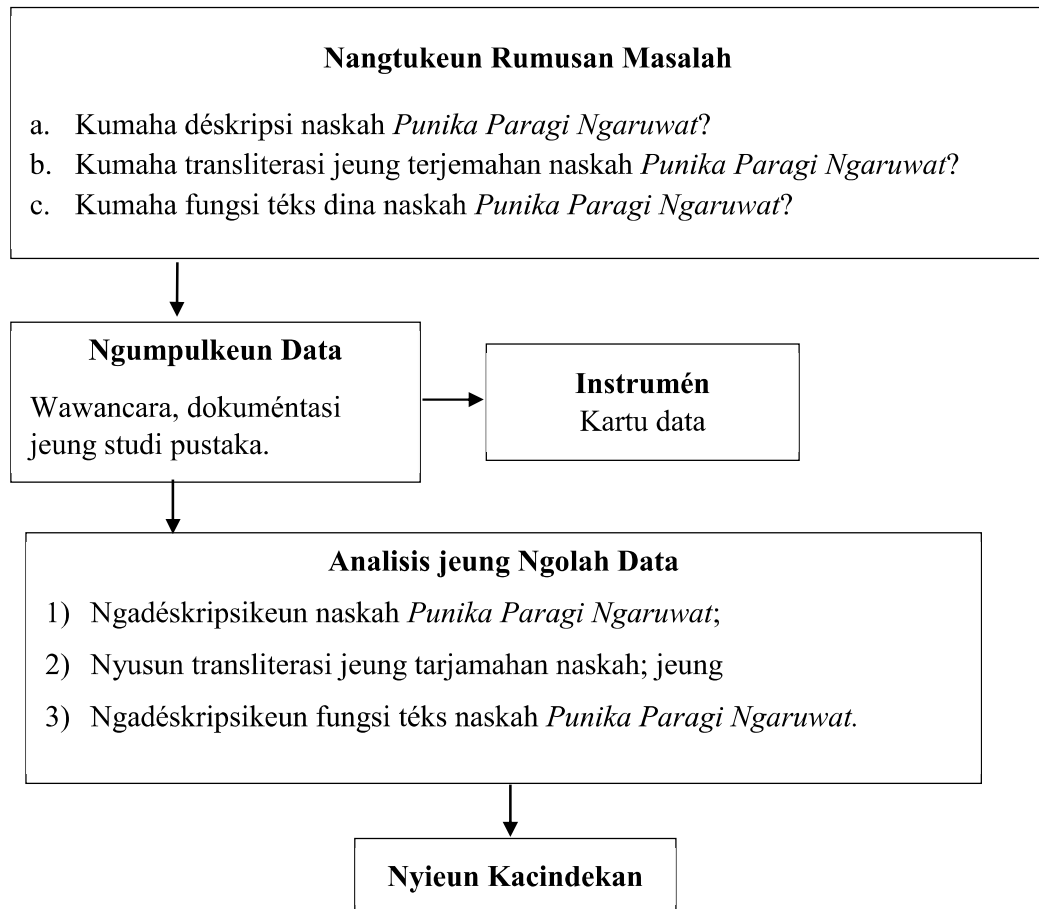 Nangtukeun Rumusan Masalah
a. Kumaha déskripsi naskah Punika Paragi Ngaruwat?
b. Kumaha transliterasi jeung terjemahan naskah Punika Paragi Ngaruwat?
c. Kumaha fungsi téks dina naskah Punika Paragi Ngaruwat?
Ngumpulkeun Data
Wawancara, dokuméntasi
jeung studi pustaka.
Instrumén
Kartu data
Analisis jeung Ngolah Data
1) Ngadéskripsikeun naskah Punika Paragi Ngaruwat;
2) Nyusun transliterasi jeung tarjamahan naskah; jeung
3) Ngadéskripsikeun fungsi téks naskah Punika Paragi Ngaruwat.
Nyieun Kacindekan